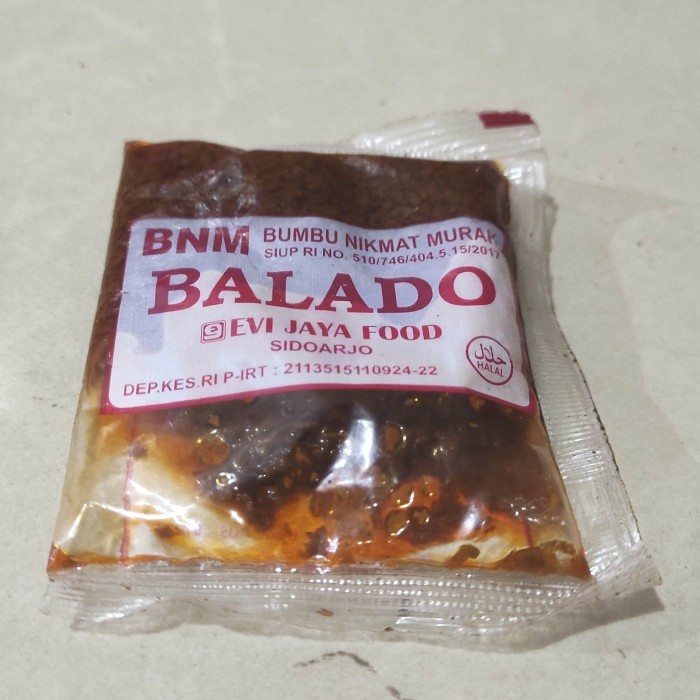 BNM BUMBU NIKMAT MURAH
SIUP RI NO. 510/746/404.5.15/2017
BALADO
e EVI JAYA FOOD
SIDOARJO
DEP.KES.RI P-IRT : 2113515110924-22
حلال
HALAL